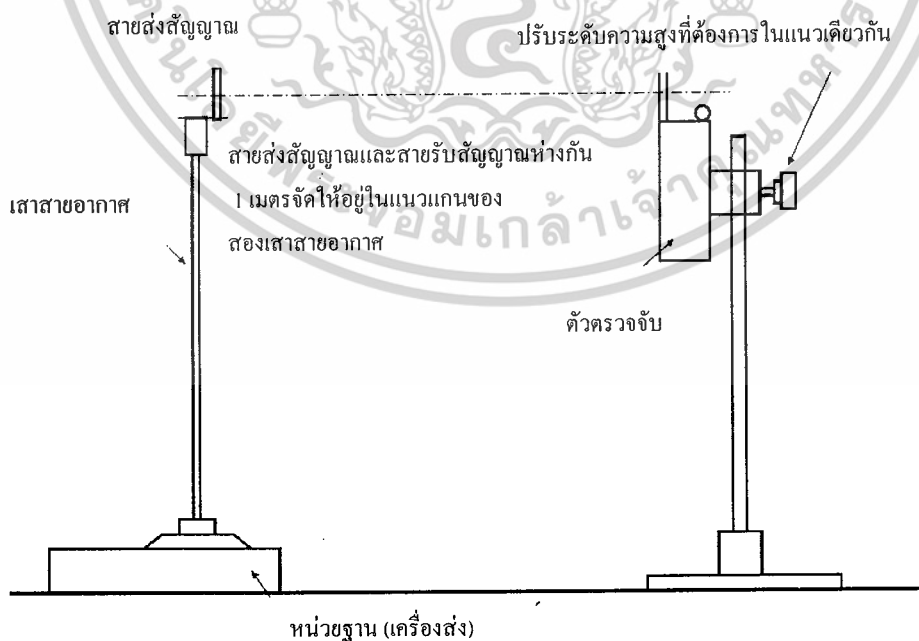 สายส่งสัญญาณ
ปรับระดับความสูงที่ต้องการในแนวเดียวกัน
สายส่งสัญญาณและสายรับสัญญาณห่างกัน
1 เมตรจัดให้อยู่ในแนวแกนของ
สองเสาสายอากาศ
เสาสายอากาศ
ตัวตรวจจับ
หน่วยฐาน (เครื่องส่ง)